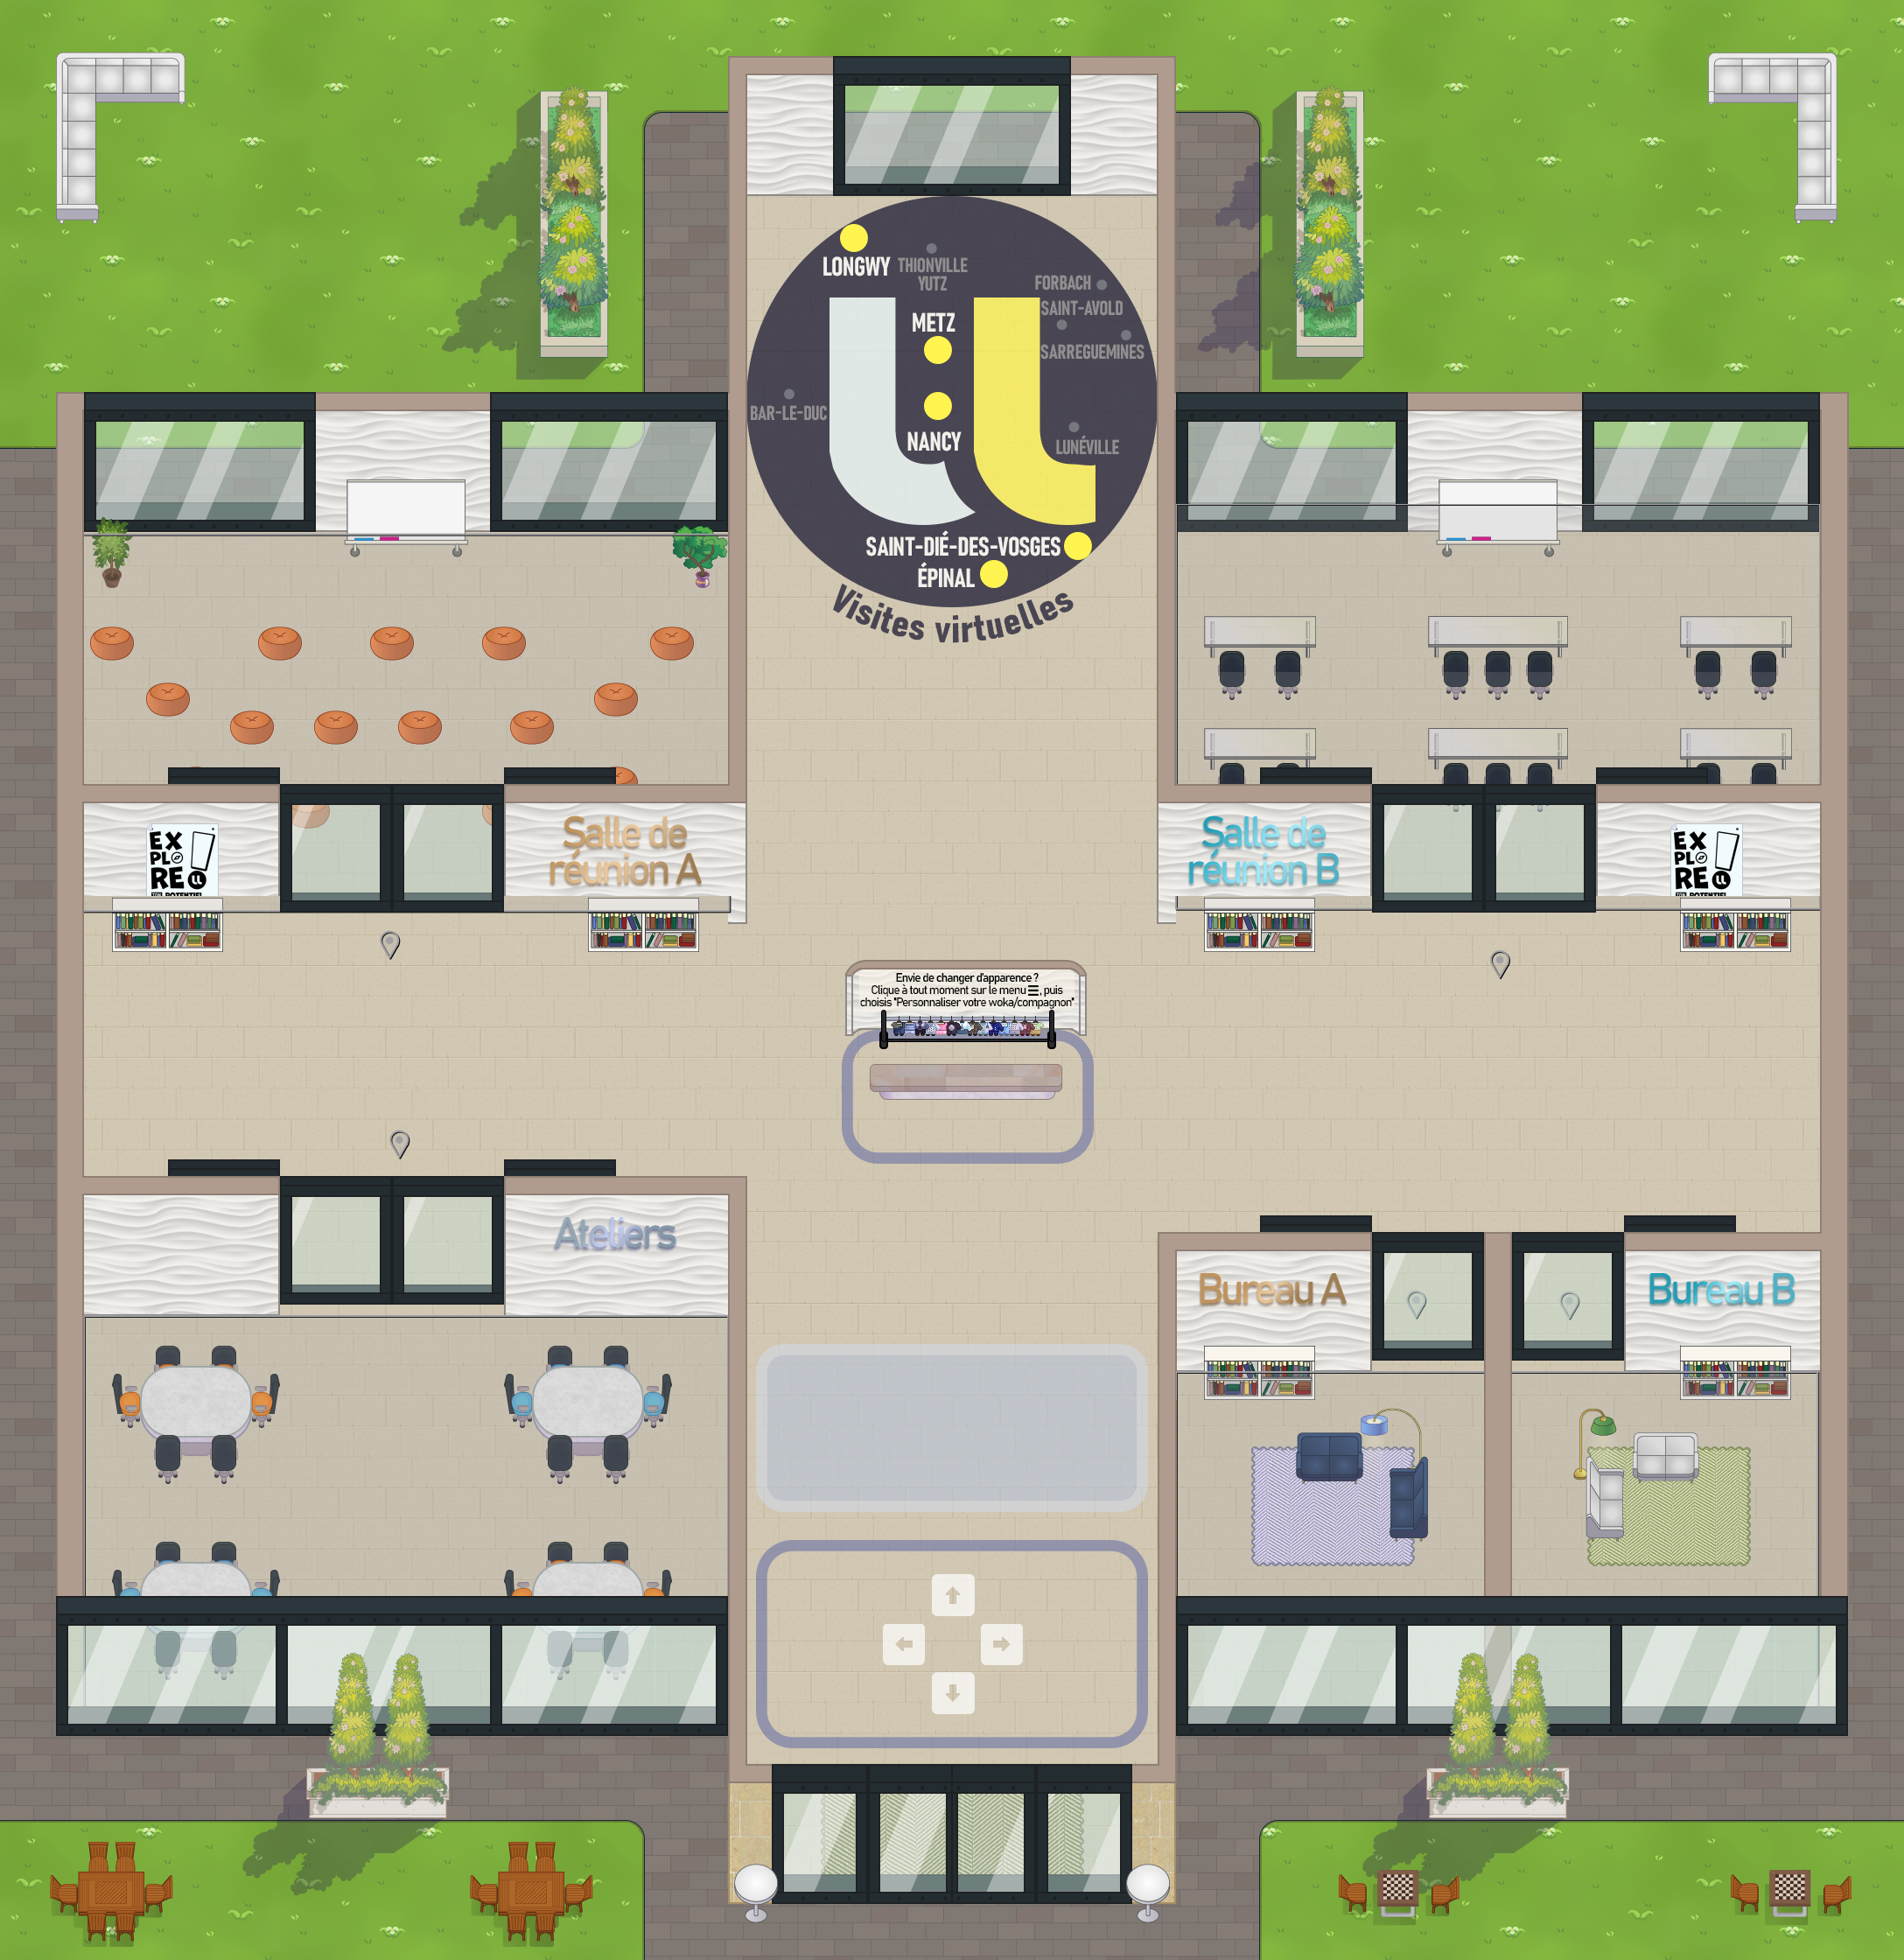 LONGWY
THIONVILLE
YUTZ
FORBACH
SAINT-AVOLD
METZ
SARREGUEMINES
BAR-LE-DUC
NANCY
LUNÉVILLE
SAINT-DIÉ-DES-VOSGES
ÉPINAL
Visites virtuelles
EX
PL
RE
Salle de
réunion A
Salle de
réunion B
EX
PL
RE
Envie de changer d'apparence ?
Clique à tout moment sur le menu ☰, puis
choisis "Personnaliser votre woka/compagnon"
Ateliers
Bureau A
Bureau B